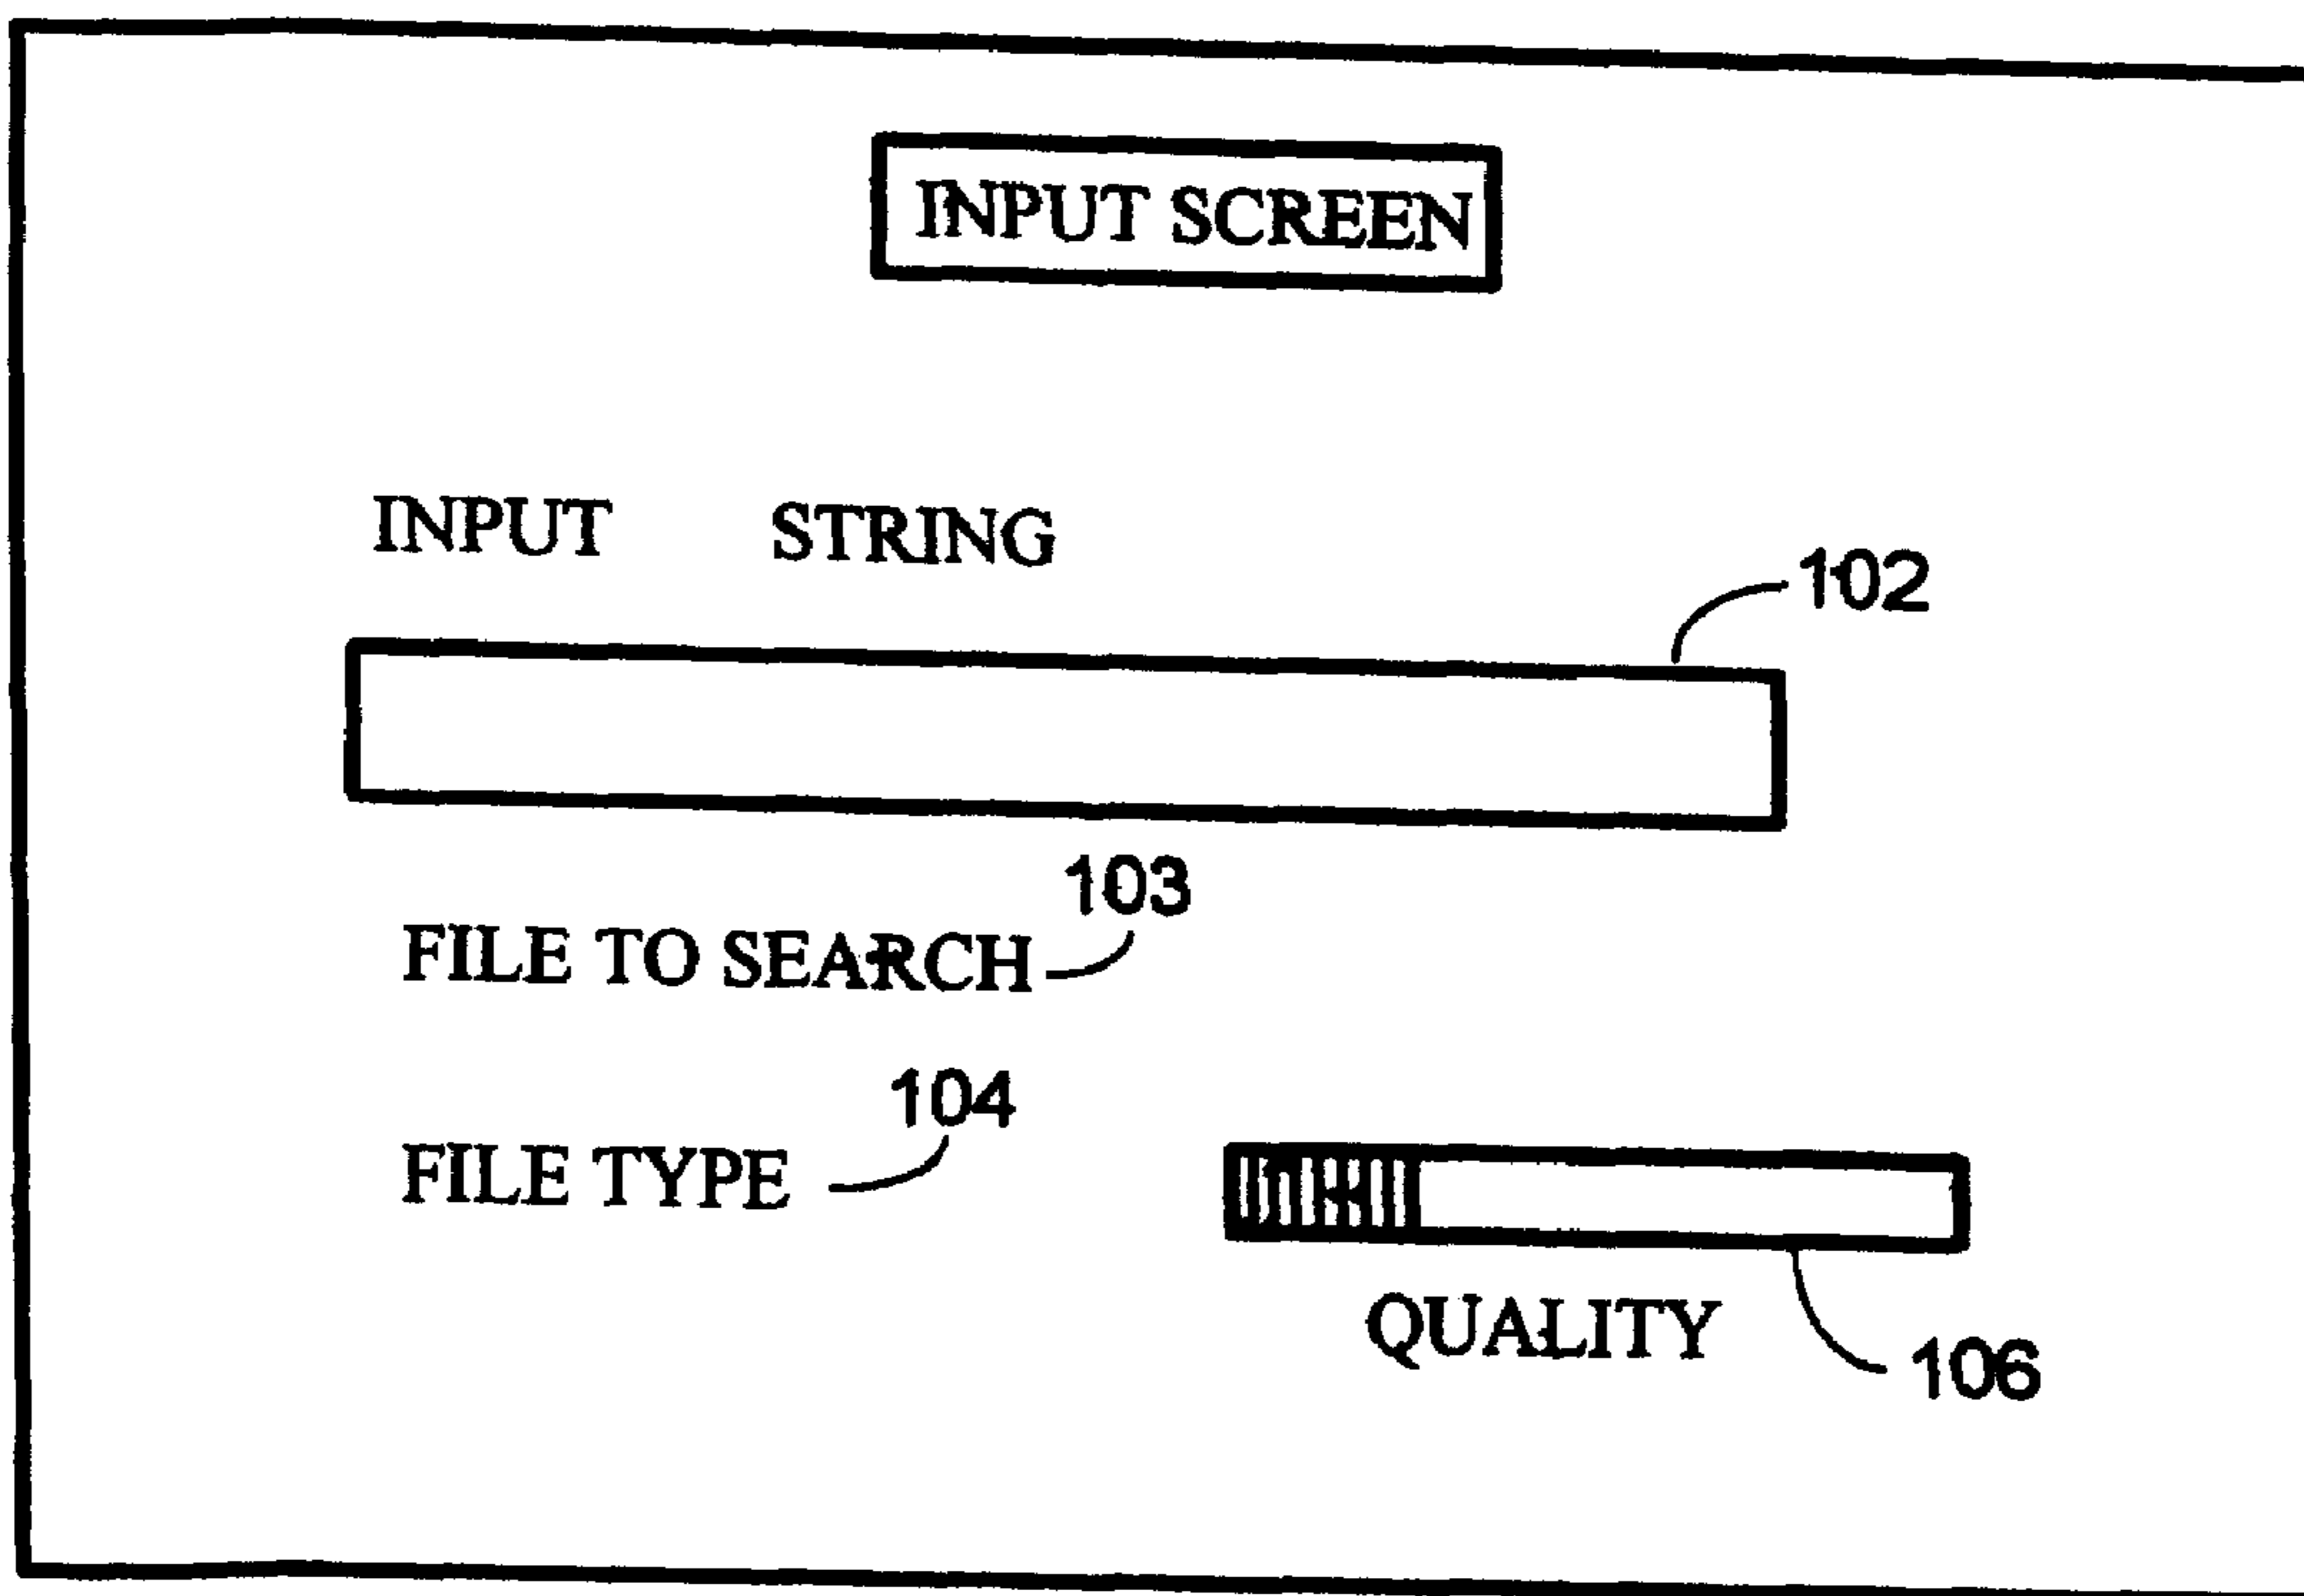 INPUT SCREEN
INPUT STRING
102
103
FILE TO SEARCH
104
FILE TYPE
QUALITY
106